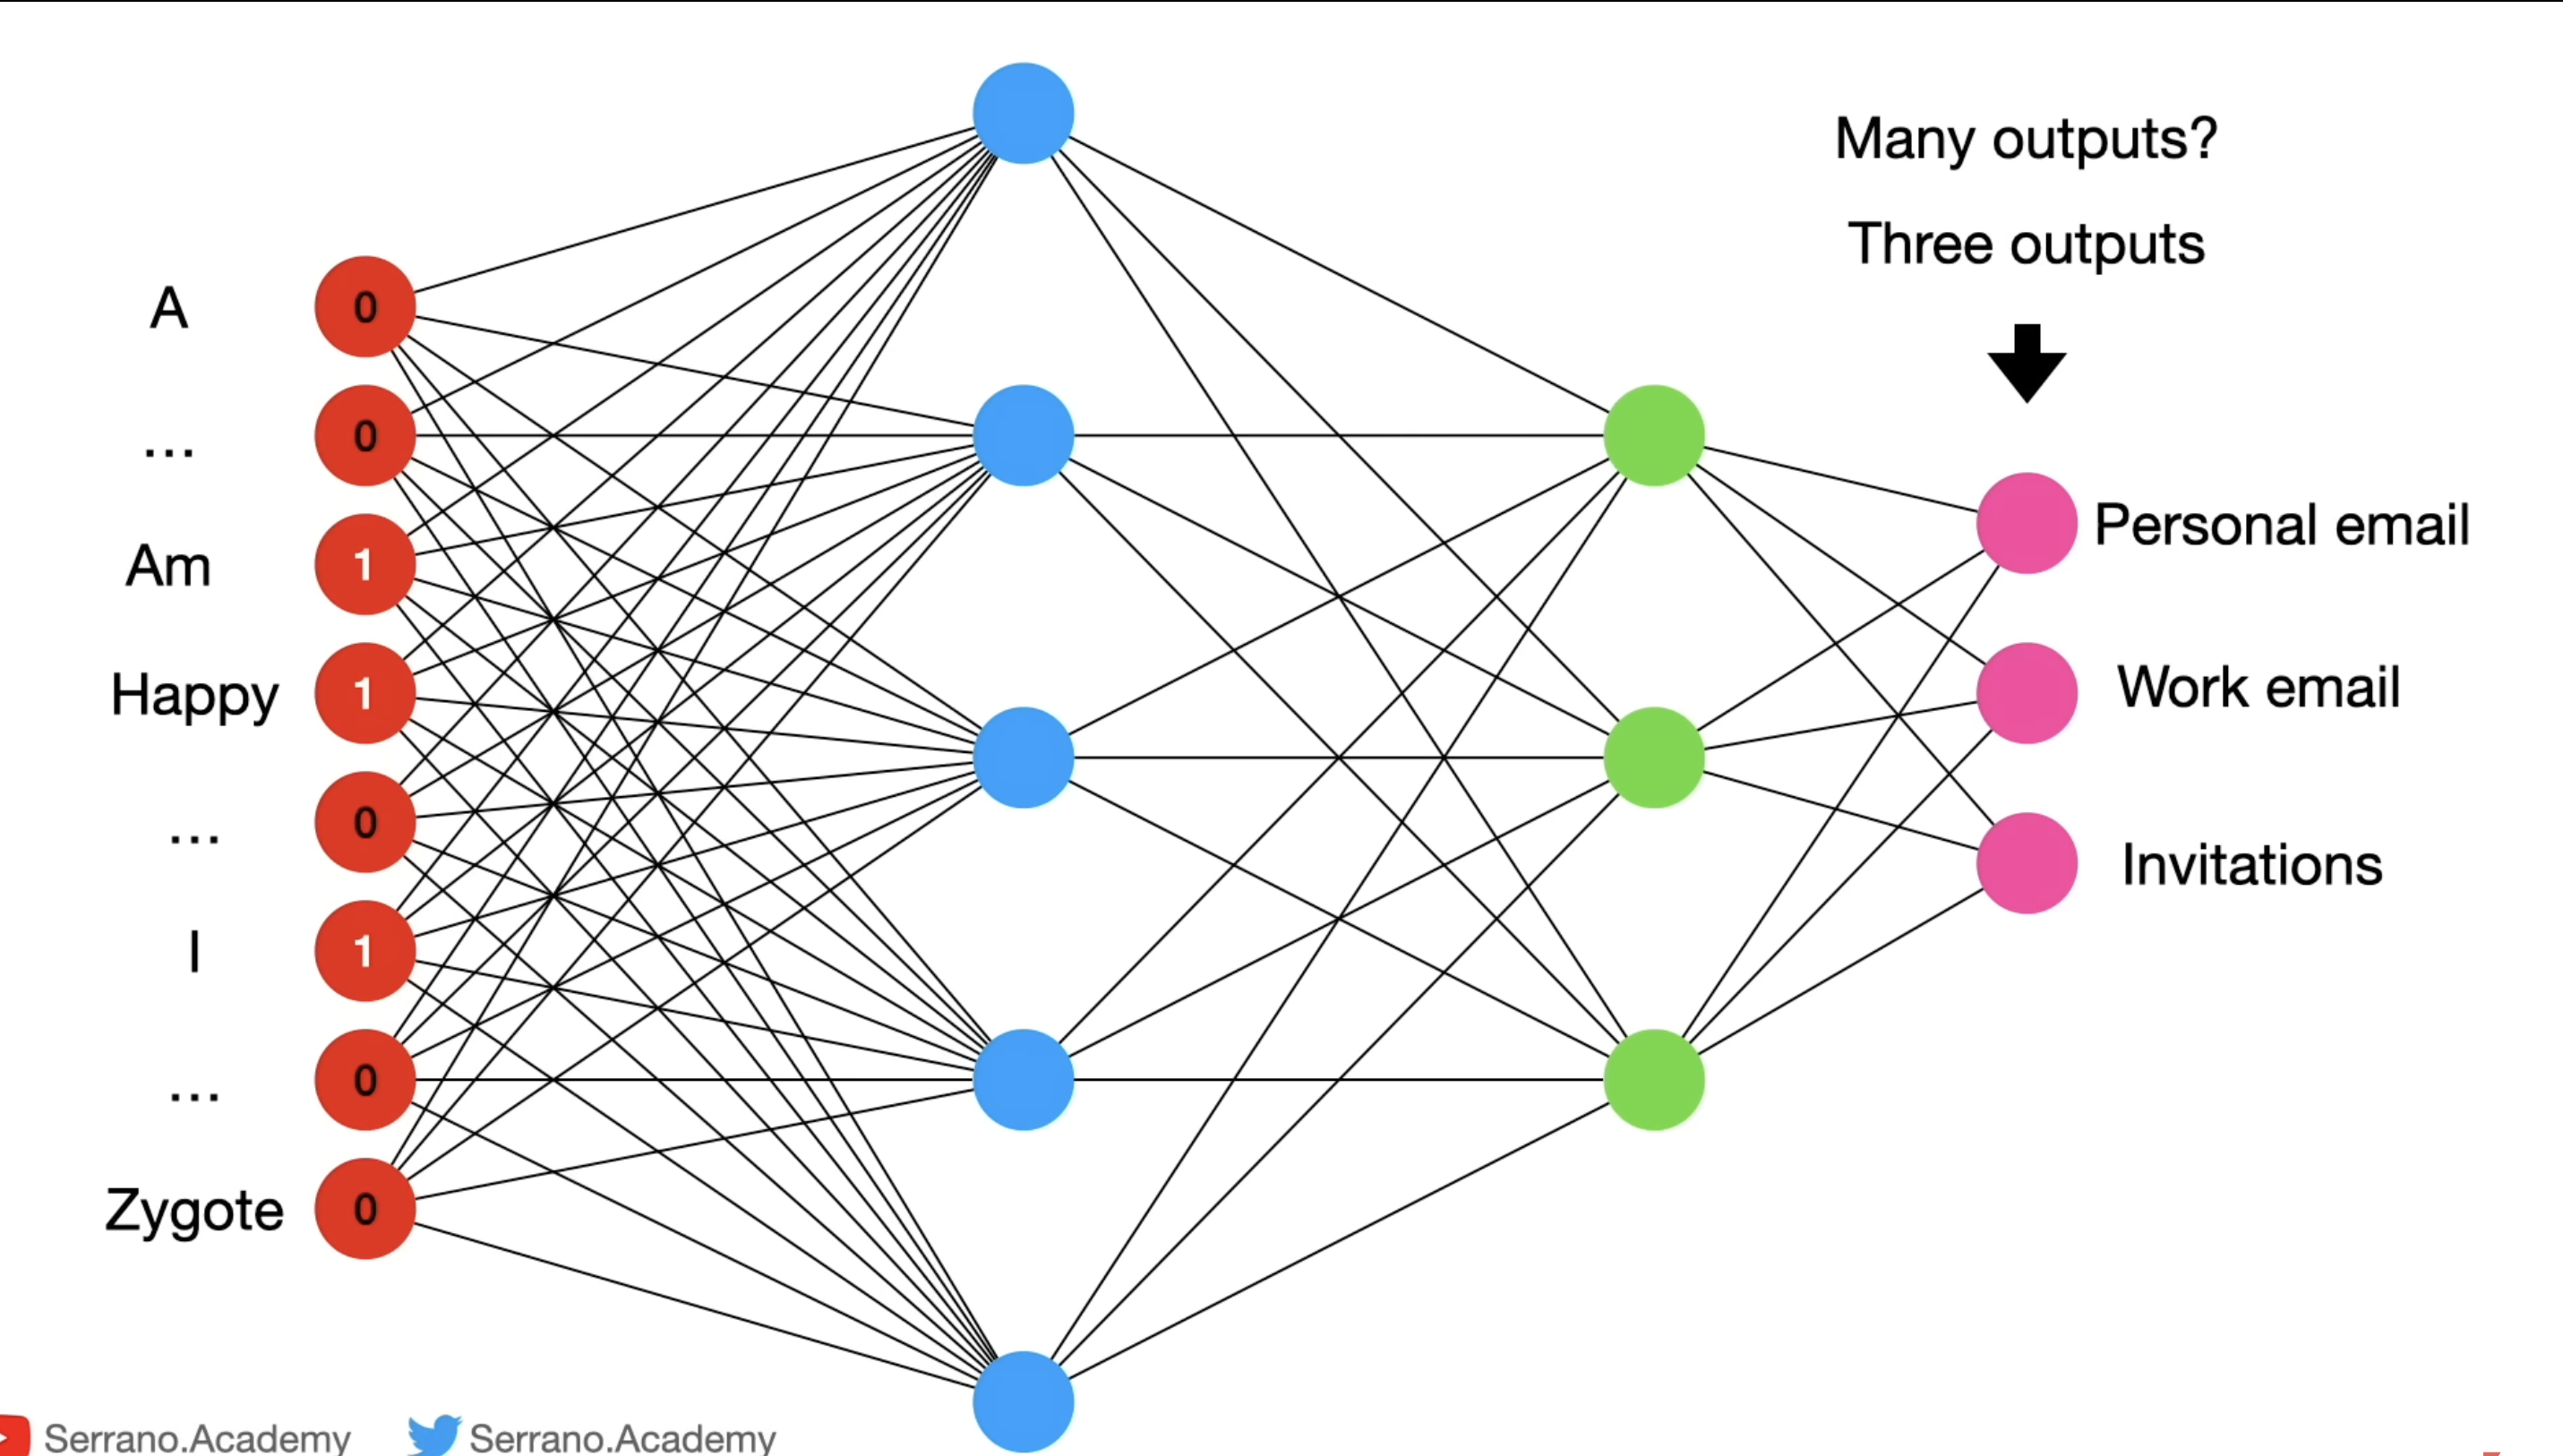 Many outputs?
Three outputs
A 0
... 0
Am 1
Happy 1
... 0
I 1
... 0
Zygote 0
Personal email
Work email
Invitations
Serrano.Academy Serrano.Academy